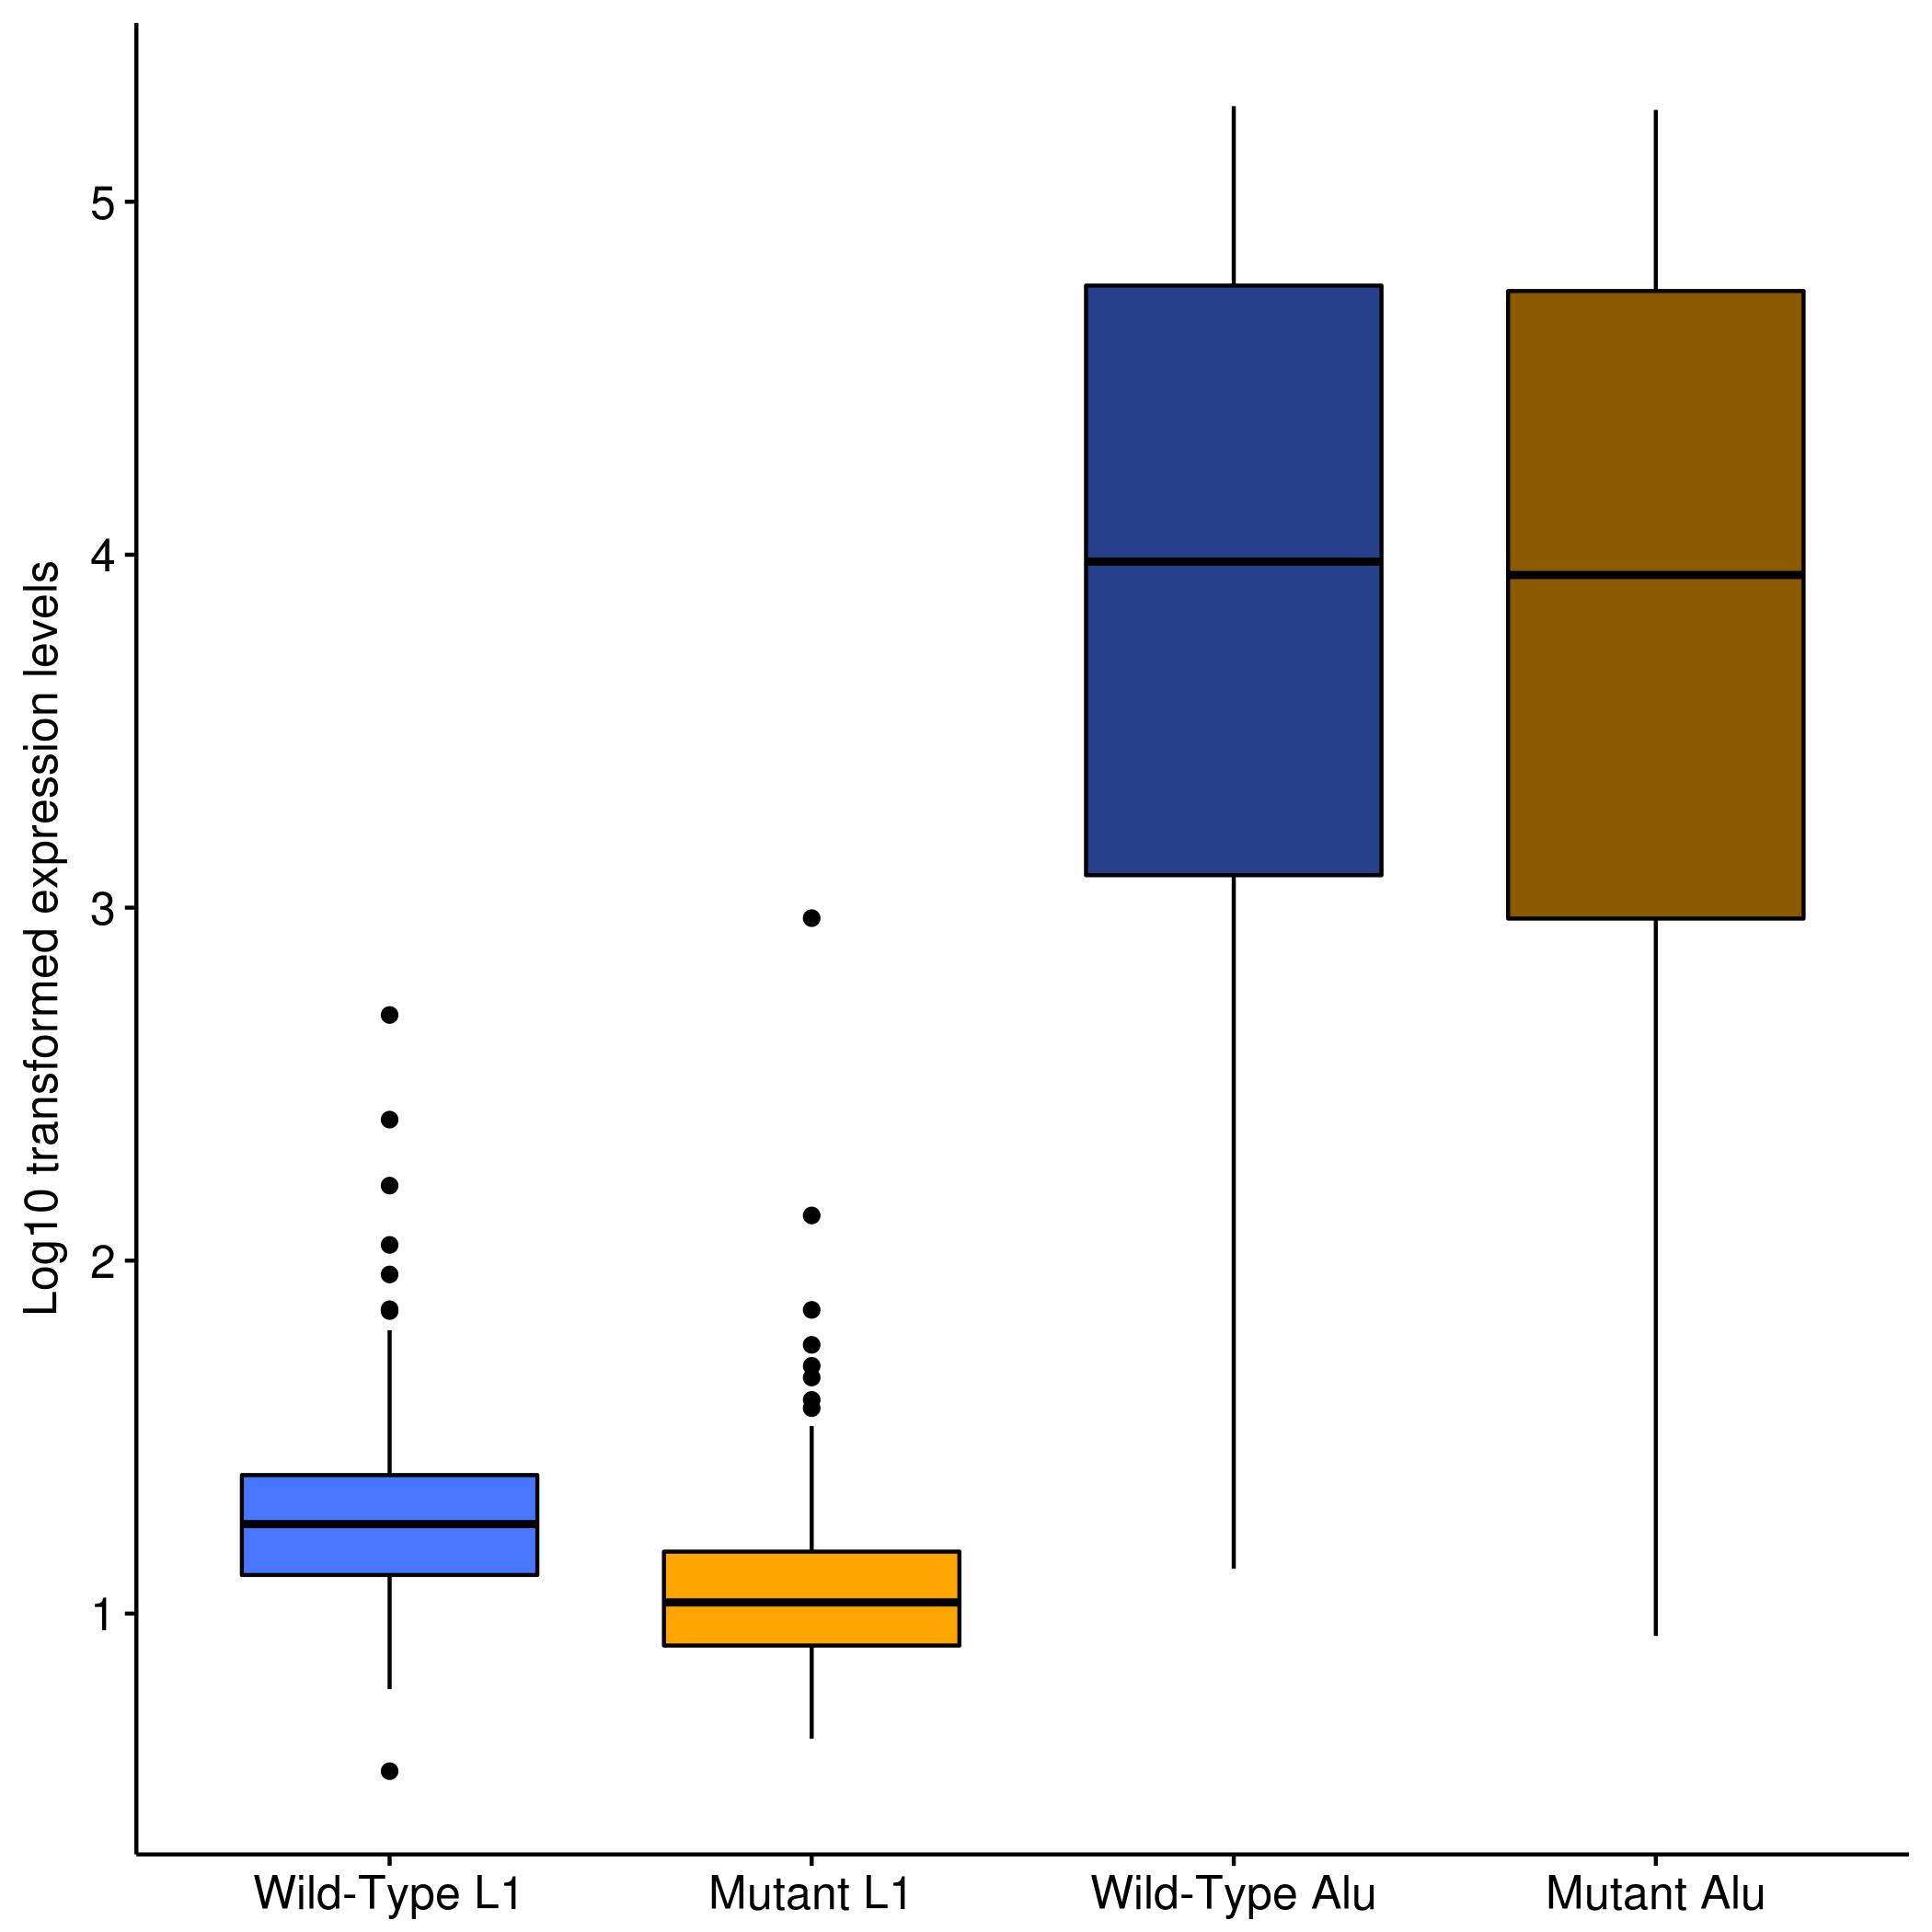 Log10 transformed expression levels
5
4
3
2
1
Wild-Type L1
Mutant L1
Wild-Type Alu
Mutant Alu